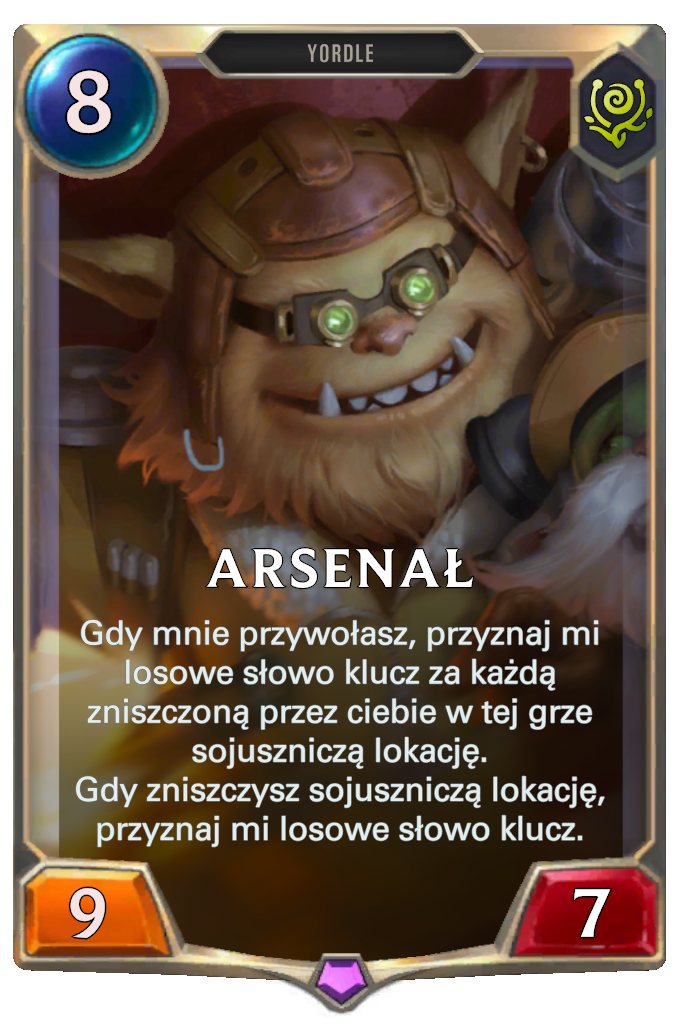 YORDLE
8
ARSENAŁ
Gdy mnie przywołasz, przyznaj mi
losowe słowo klucz za każdą
zniszczoną przez ciebie w tej grze
sojuszniczą lokację.
Gdy zniszczysz sojuszniczą lokację,
przyznaj mi losowe słowo klucz.
9
7